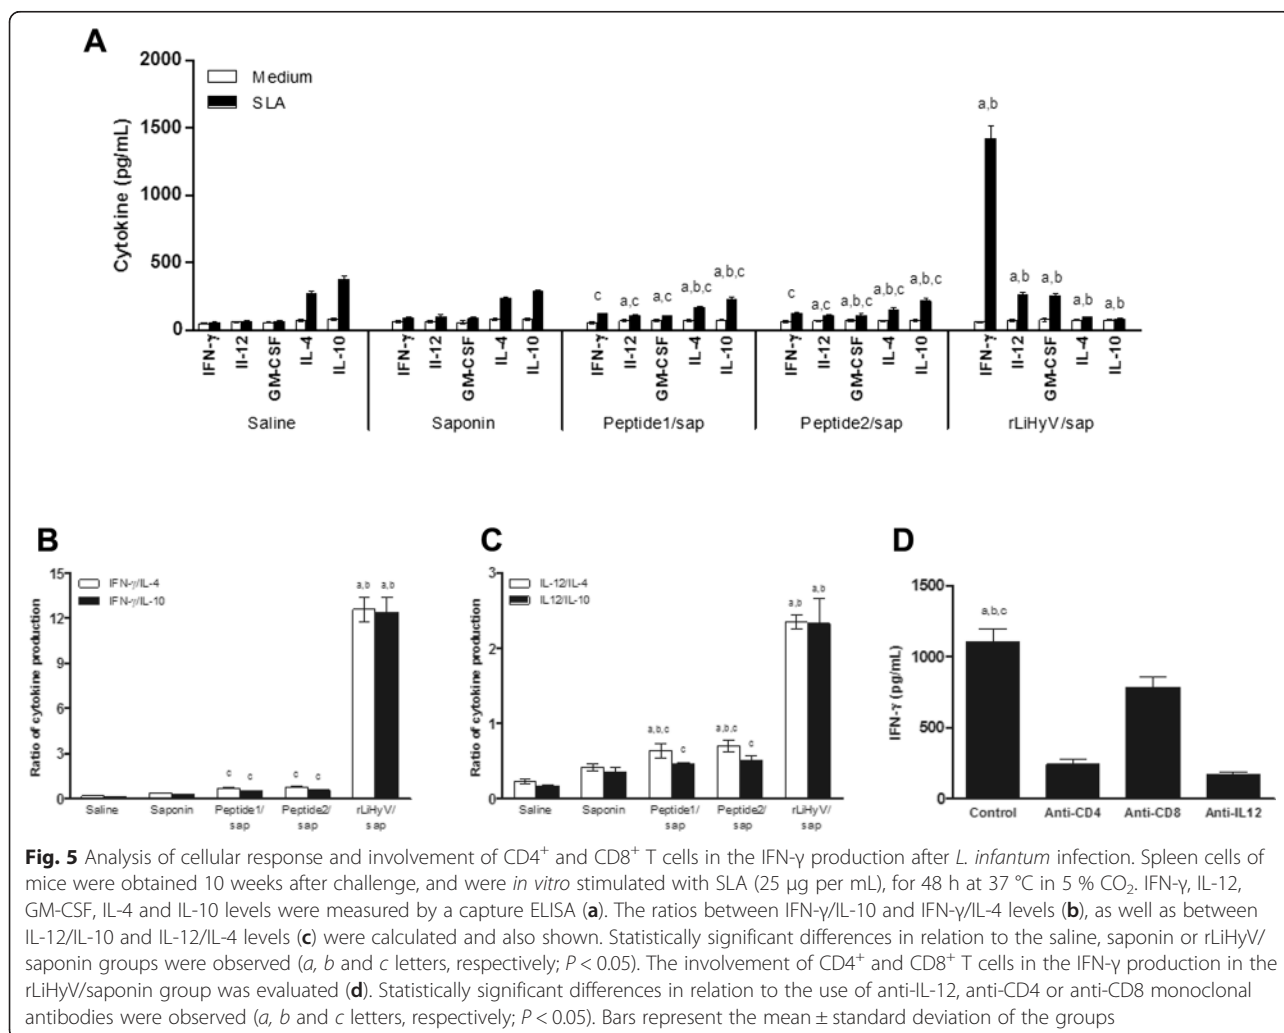 A
2000
1500
1000
500
0
Cytokine (pg/mL)
Medium
SLA
a,b
c a,c a,c a,b,c a,b,c
c a,c a,b,c a,b,c a,b,c
a,b a,b a,b a,b
IFN-γ II-12 GM-CSF IL-4 IL-10
IFN-γ II-12 GM-CSF IL-4 IL-10
IFN-γ II-12 GM-CSF IL-4 IL-10
IFN-γ II-12 GM-CSF IL-4 IL-10
IFN-γ II-12 GM-CSF IL-4 IL-10
Saline Saponin Peptide1/sap Peptide2/sap rLiHyV/sap
B
15
12
9
6
3
0
Ratio of cytokine production
IFN-γ/IL-4
IFN-γ/IL-10
a,b a,b
c c c c
Saline Saponin Peptide1/ Peptide2/ rLiHyV/
sap sap sap
C
3
2
1
0
Ratio of cytokine production
IL-12/IL-4
IL12/IL-10
a,b a,b
a,b,c c a,b,c c
Saline Saponin Peptide1/ Peptide2/ rLiHyV/
sap sap sap
D
1500
1000
500
0
IFN-γ (pg/mL)
a,b,c
Control Anti-CD4 Anti-CD8 Anti-IL12
Fig. 5 Analysis of cellular response and involvement of CD4+ and CD8+ T cells in the IFN-γ production after L. infantum infection. Spleen cells of
mice were obtained 10 weeks after challenge, and were in vitro stimulated with SLA (25 μg per mL), for 48 h at 37 °C in 5 % CO2. IFN-γ, IL-12,
GM-CSF, IL-4 and IL-10 levels were measured by a capture ELISA (a). The ratios between IFN-γ/IL-10 and IFN-γ/IL-4 levels (b), as well as between
IL-12/IL-10 and IL-12/IL-4 levels (c) were calculated and also shown. Statistically significant differences in relation to the saline, saponin or rLiHyV/
saponin groups were observed (a, b and c letters, respectively; P < 0.05). The involvement of CD4+ and CD8+ T cells in the IFN-γ production in the
rLiHyV/saponin group was evaluated (d). Statistically significant differences in relation to the use of anti-IL-12, anti-CD4 or anti-CD8 monoclonal
antibodies were observed (a, b and c letters, respectively; P < 0.05). Bars represent the mean ± standard deviation of the groups